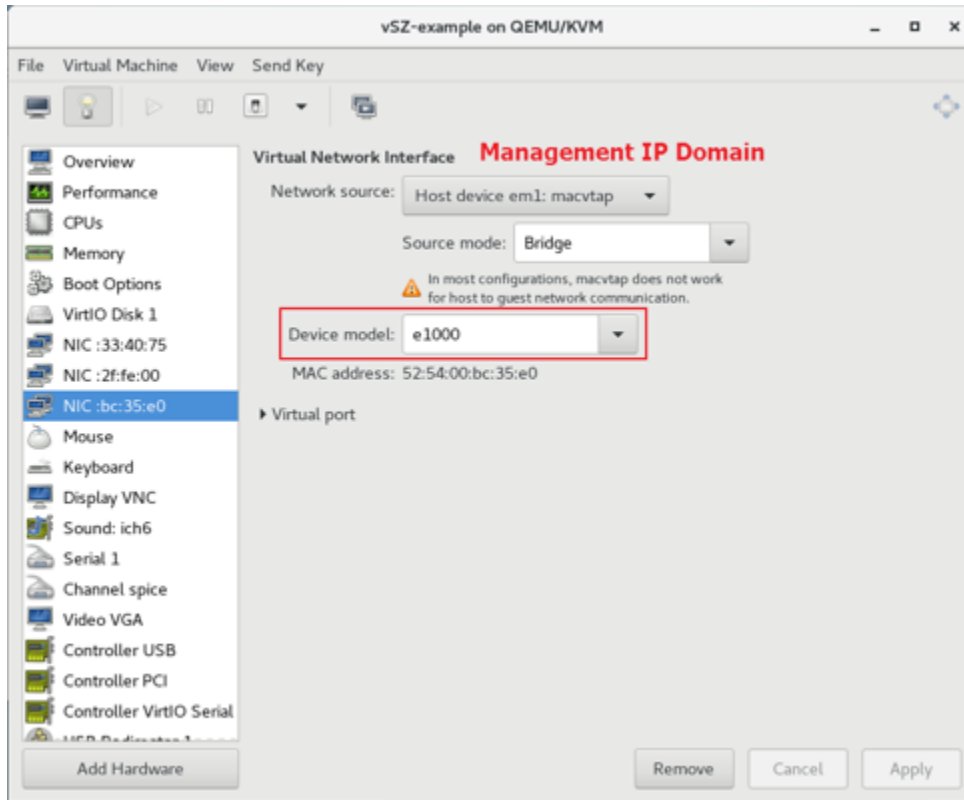 vSZ-example on QEMU/KVM
File Virtual Machine View Send Key
Overview
Performance
CPUs
Memory
Boot Options
VirtIO Disk 1
NIC :33:40:75
NIC :2f:fe:00
NIC :bc:35:e0
Mouse
Keyboard
Display VNC
Sound: ich6
Serial 1
Channel spice
Video VGA
Controller USB
Controller PCI
Controller VirtIO Serial
USB Redirector 1
Add Hardware
Virtual Network Interface Management IP Domain
Network source: Host device em1: macvtap
Source mode: Bridge
In most configurations, macvtap does not work
for host to guest network communication.
Device model: e1000
MAC address: 52:54:00:bc:35:e0
Virtual port
Remove Cancel Apply